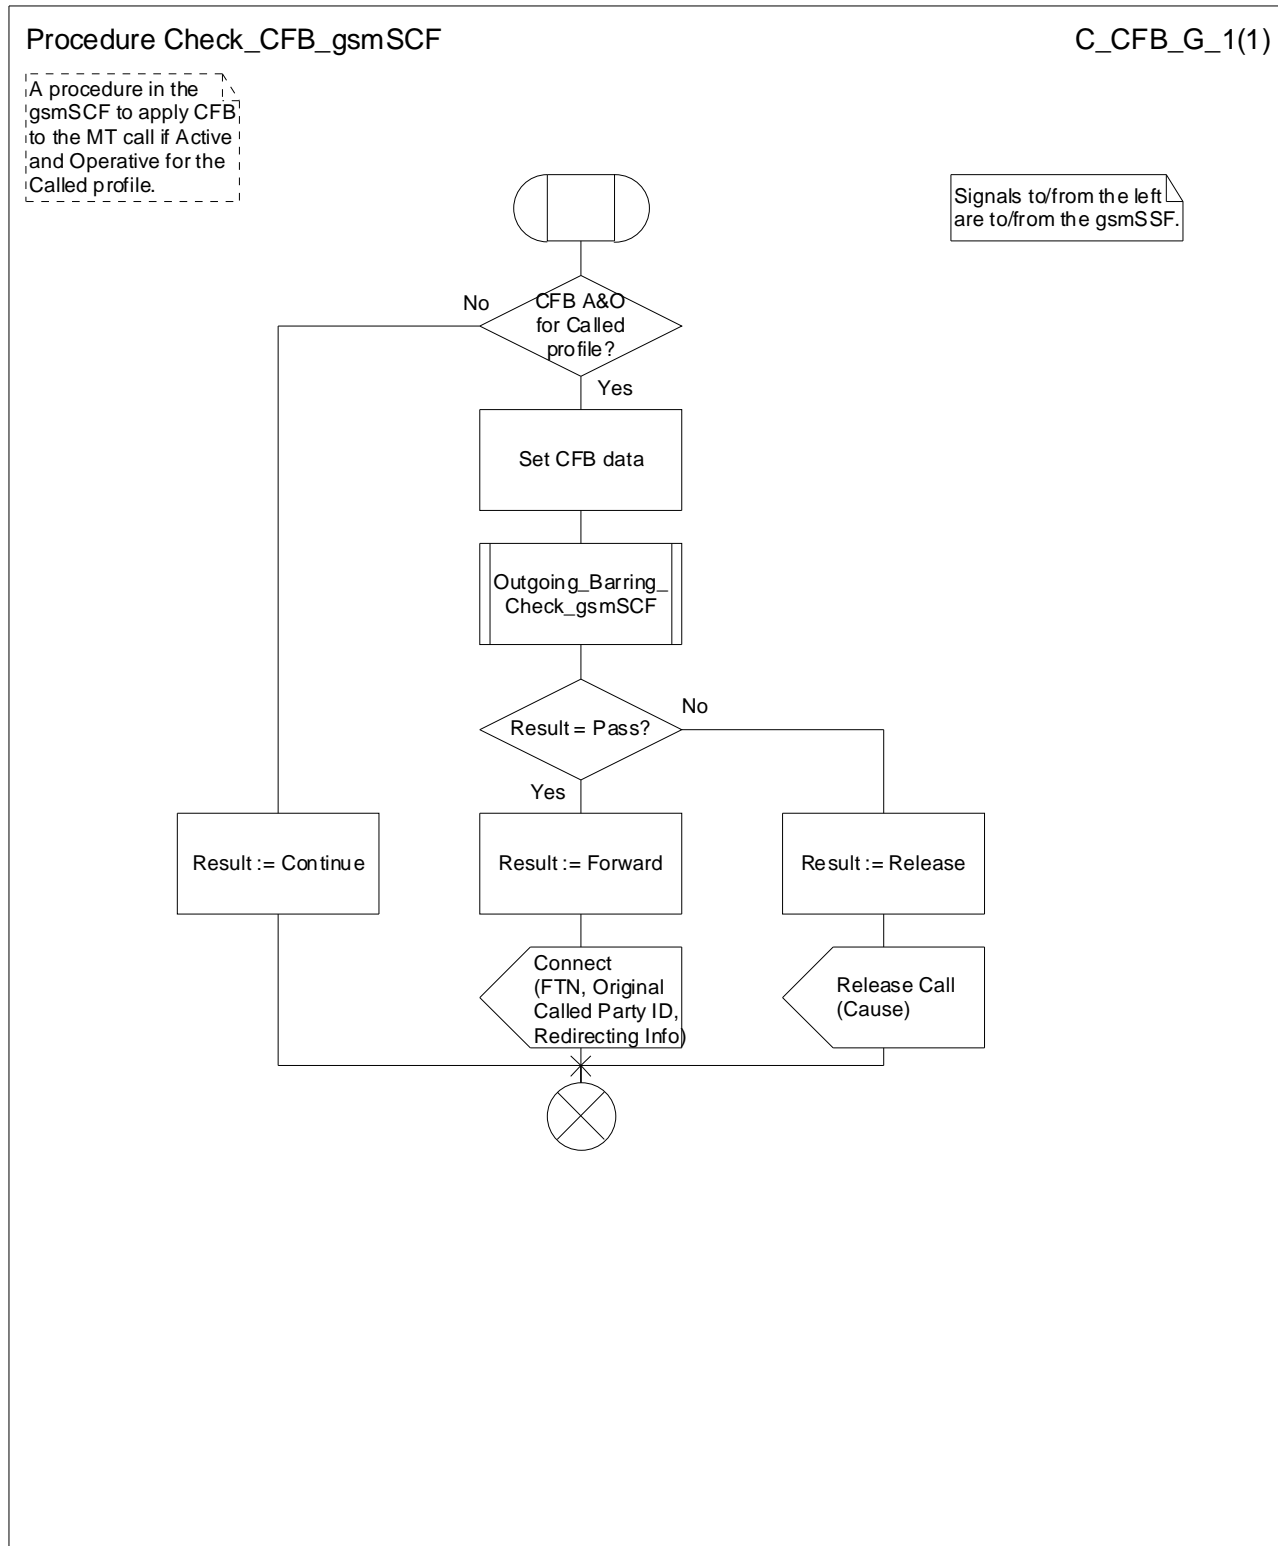 Procedure Check_CFB_gsmSCF
C_CFB_G_1(1)
A procedure in the
gsmSCF to apply CFB
to the MT call if Active
and Operative for the
Called profile.
Signals to/from the left
are to/from the gsmSSF.
No
CFB A&O
for Called
profile?
Yes
Set CFB data
Outgoing_Barring_
Check_gsmSCF
Result = Pass?
No
Yes
Result := Continue
Result := Forward
Result := Release
Connect
(FTN, Original
Called Party ID,
Redirecting Info)
Release Call
(Cause)